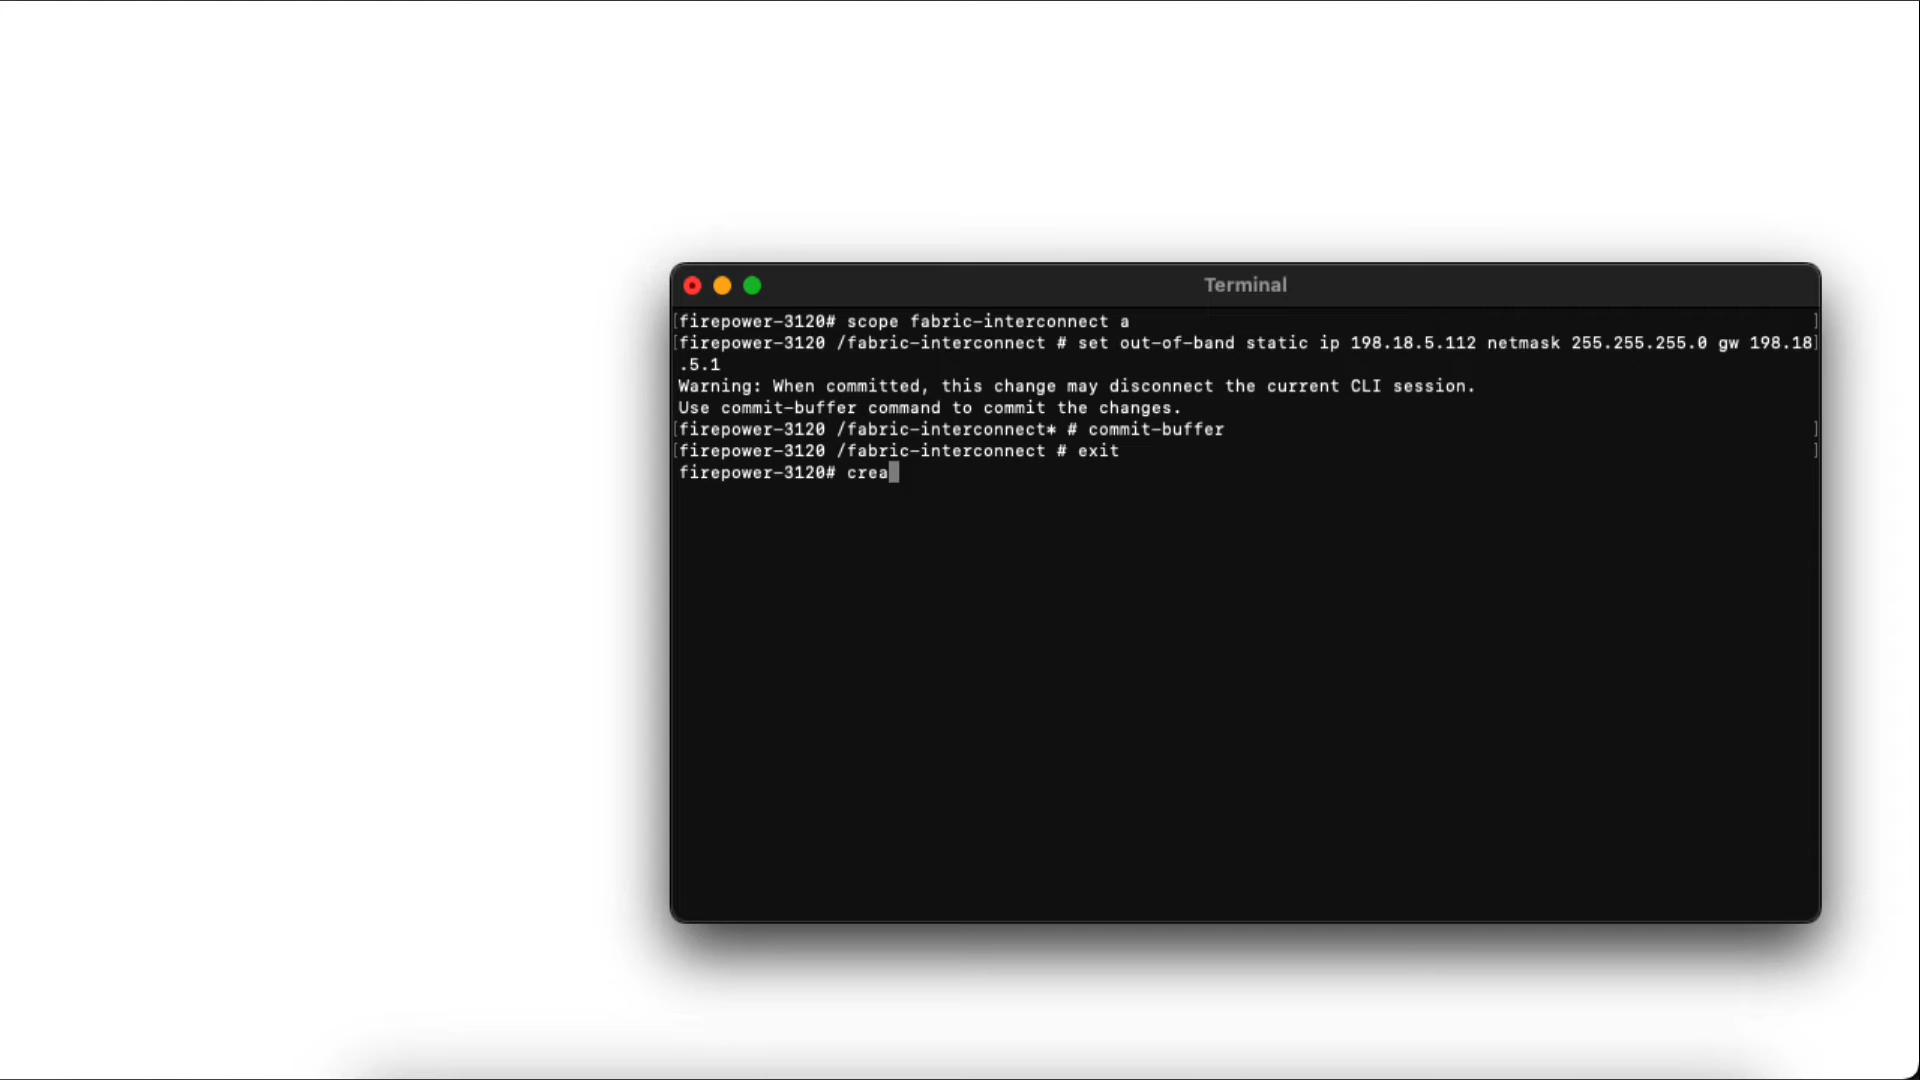 Terminal
[firepower-3120# scope fabric-interconnect a ]
[firepower-3120 /fabric-interconnect # set out-of-band static ip 198.18.5.112 netmask 255.255.255.0 gw 198.18]
.5.1
Warning: When committed, this change may disconnect the current CLI session.
Use commit-buffer command to commit the changes.
[firepower-3120 /fabric-interconnect* # commit-buffer ]
[firepower-3120 /fabric-interconnect # exit ]
firepower-3120# crea